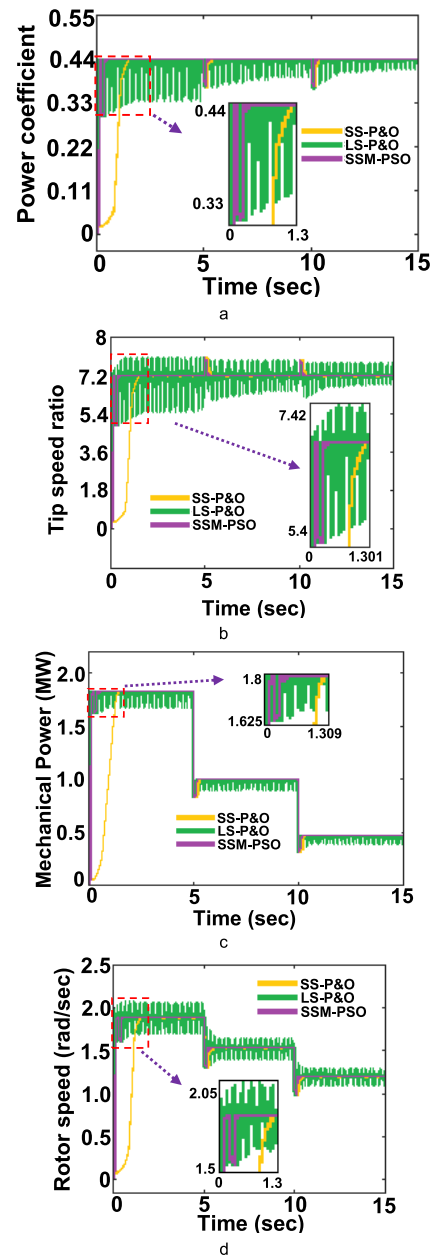 Power coefficient
0.55
0.44
0.33
0.22
0.11
0
0.44
0.33
0
1.3
SS-P&O
LS-P&O
SSM-PSO
0
5
10
15
Time (sec)
a
Tip speed ratio
8
7.2
5.4
3.6
1.8
0
7.42
5.4
0
1.301
SS-P&O
LS-P&O
SSM-PSO
0
5
10
15
Time (sec)
b
Mechanical Power (MW)
2.0
1.5
1.0
0.5
0
1.8
1.625
0
1.309
SS-P&O
LS-P&O
SSM-PSO
0
5
10
15
Time (sec)
c
Rotor speed (rad/sec)
2.5
2.0
1.5
1.0
0.5
0
SS-P&O
LS-P&O
SSM-PSO
2.05
1.5
0
1.3
0
5
10
15
Time (sec)
d